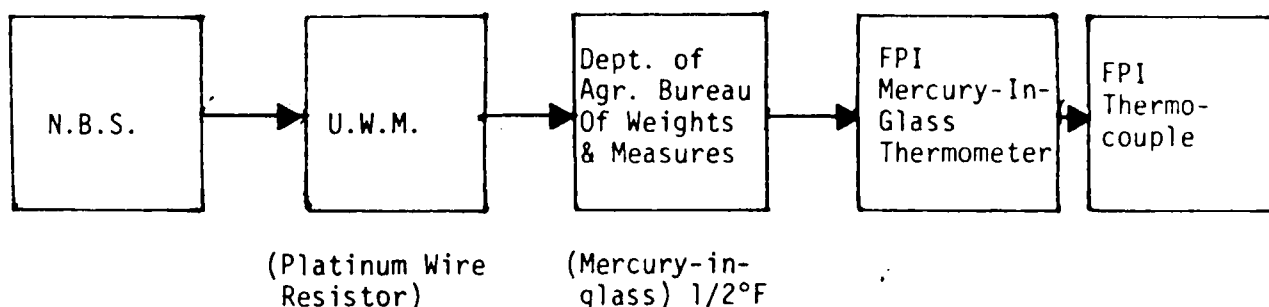 N.B.S.
U.W.M.
Dept. of
Agr. Bureau
Of Weights
& Measures
FPI
Mercury-In-
Glass
Thermometer
FPI
Thermo-
couple
(Platinum Wire
Resistor)
(Mercury-in-
glass) 1/2°F